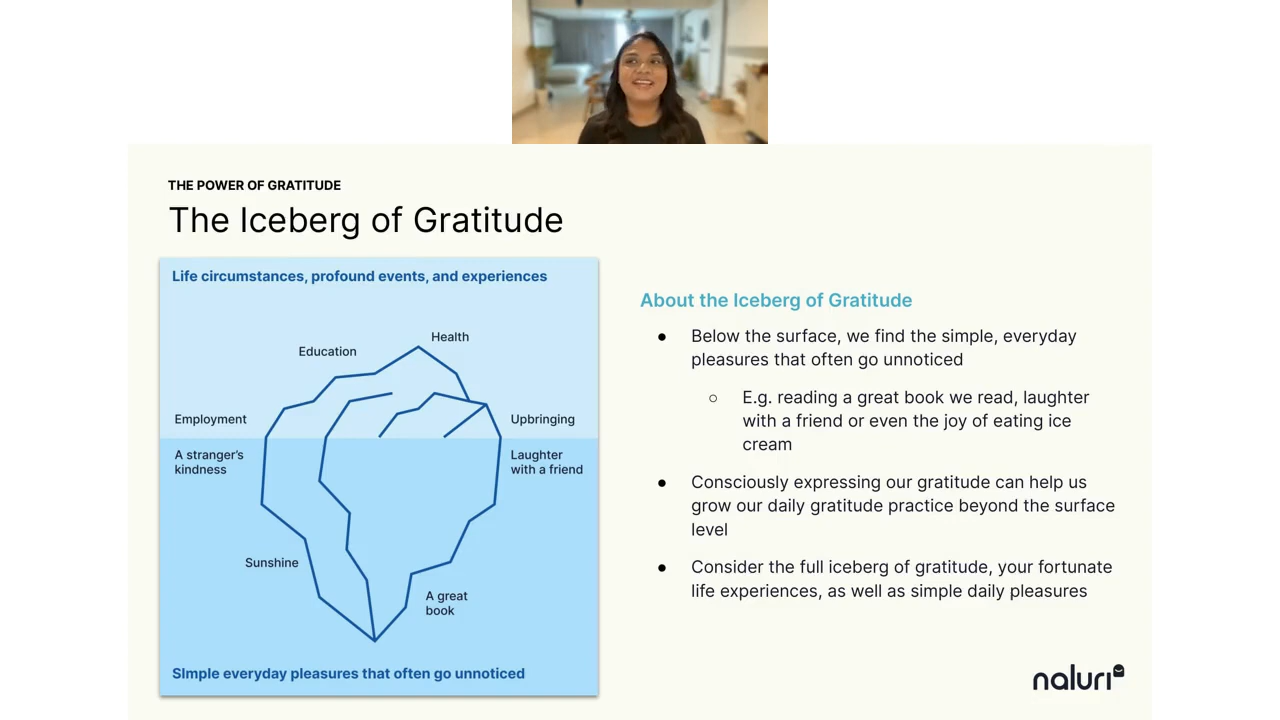 THE POWER OF GRATITUDE
The Iceberg of Gratitude
Life circumstances, profound events, and experiences
Health
Education
Employment
Upbringing
A stranger's
kindness
Laughter
with a friend
Sunshine
A great
book
SImple everyday pleasures that often go unnoticed
About the Iceberg of Gratitude
● Below the surface, we find the simple, everyday
pleasures that often go unnoticed
○ E.g. reading a great book we read, laughter
with a friend or even the joy of eating ice
cream
● Consciously expressing our gratitude can help us
grow our daily gratitude practice beyond the surface
level
● Consider the full iceberg of gratitude, your fortunate
life experiences, as well as simple daily pleasures
naluri